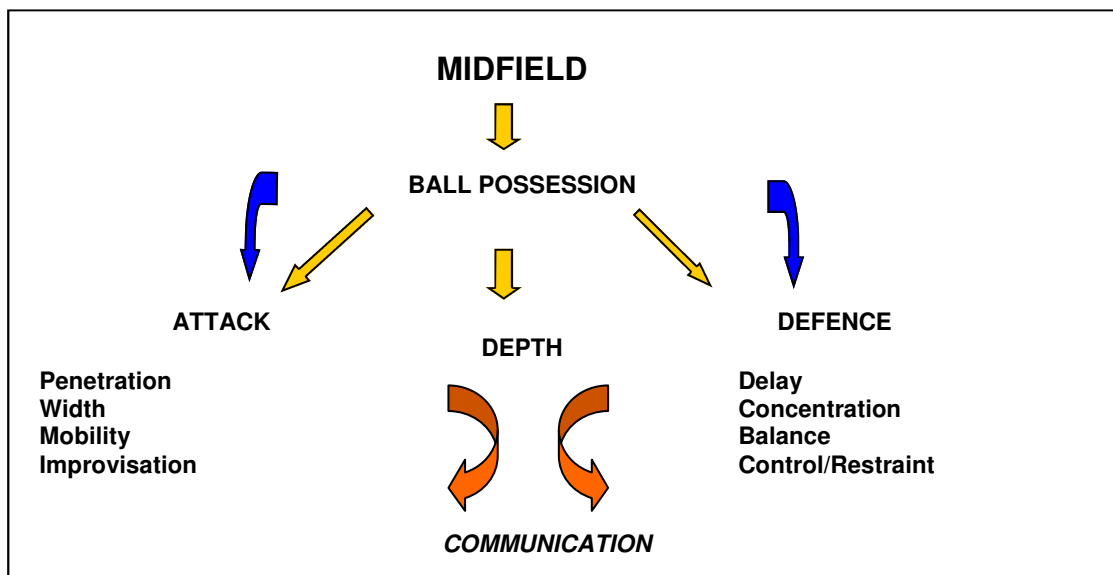 MIDFIELD
BALL POSSESSION
ATTACK
DEPTH
DEFENCE
Penetration
Width
Mobility
Improvisation
Delay
Concentration
Balance
Control/Restraint
COMMUNICATION